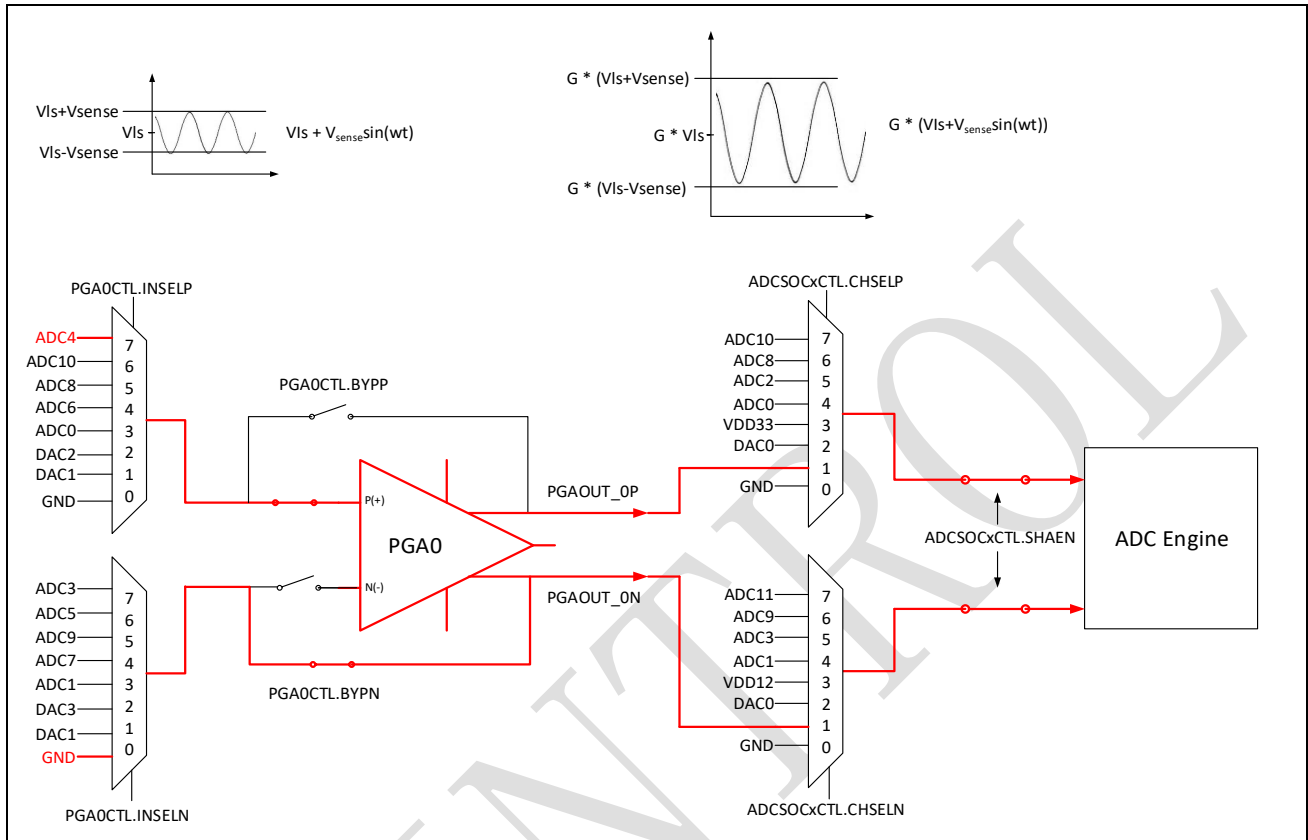 Vls+Vsense
Vls
Vls-Vsense
Vls + Vsensesin(wt)
G * (Vls+Vsense)
G * Vls
G * (Vls-Vsense)
G * (Vls+Vsensesin(wt))
PGA0CTL.INSELP
ADC4 7
ADC10 6
ADC8 5
ADC6 4
ADC0 3
DAC2 2
DAC1 1
GND 0
PGA0CTL.BYPP
P(+)
PGA0
N(-)
PGAOUT_0P
PGAOUT_0N
PGA0CTL.BYPN
ADC3 7
ADC5 6
ADC9 5
ADC7 4
ADC1 3
DAC3 2
DAC1 1
GND 0
PGA0CTL.INSELN
ADCSOCxCTL.CHSELP
ADC10 7
ADC8 6
ADC2 5
ADC0 4
VDD33 3
DAC0 2
1
GND 0
ADCSOCxCTL.SHAEN
ADC Engine
ADC11 7
ADC9 6
ADC3 5
ADC1 4
VDD12 3
DAC0 2
1
GND 0
ADCSOCxCTL.CHSELN
NTROL